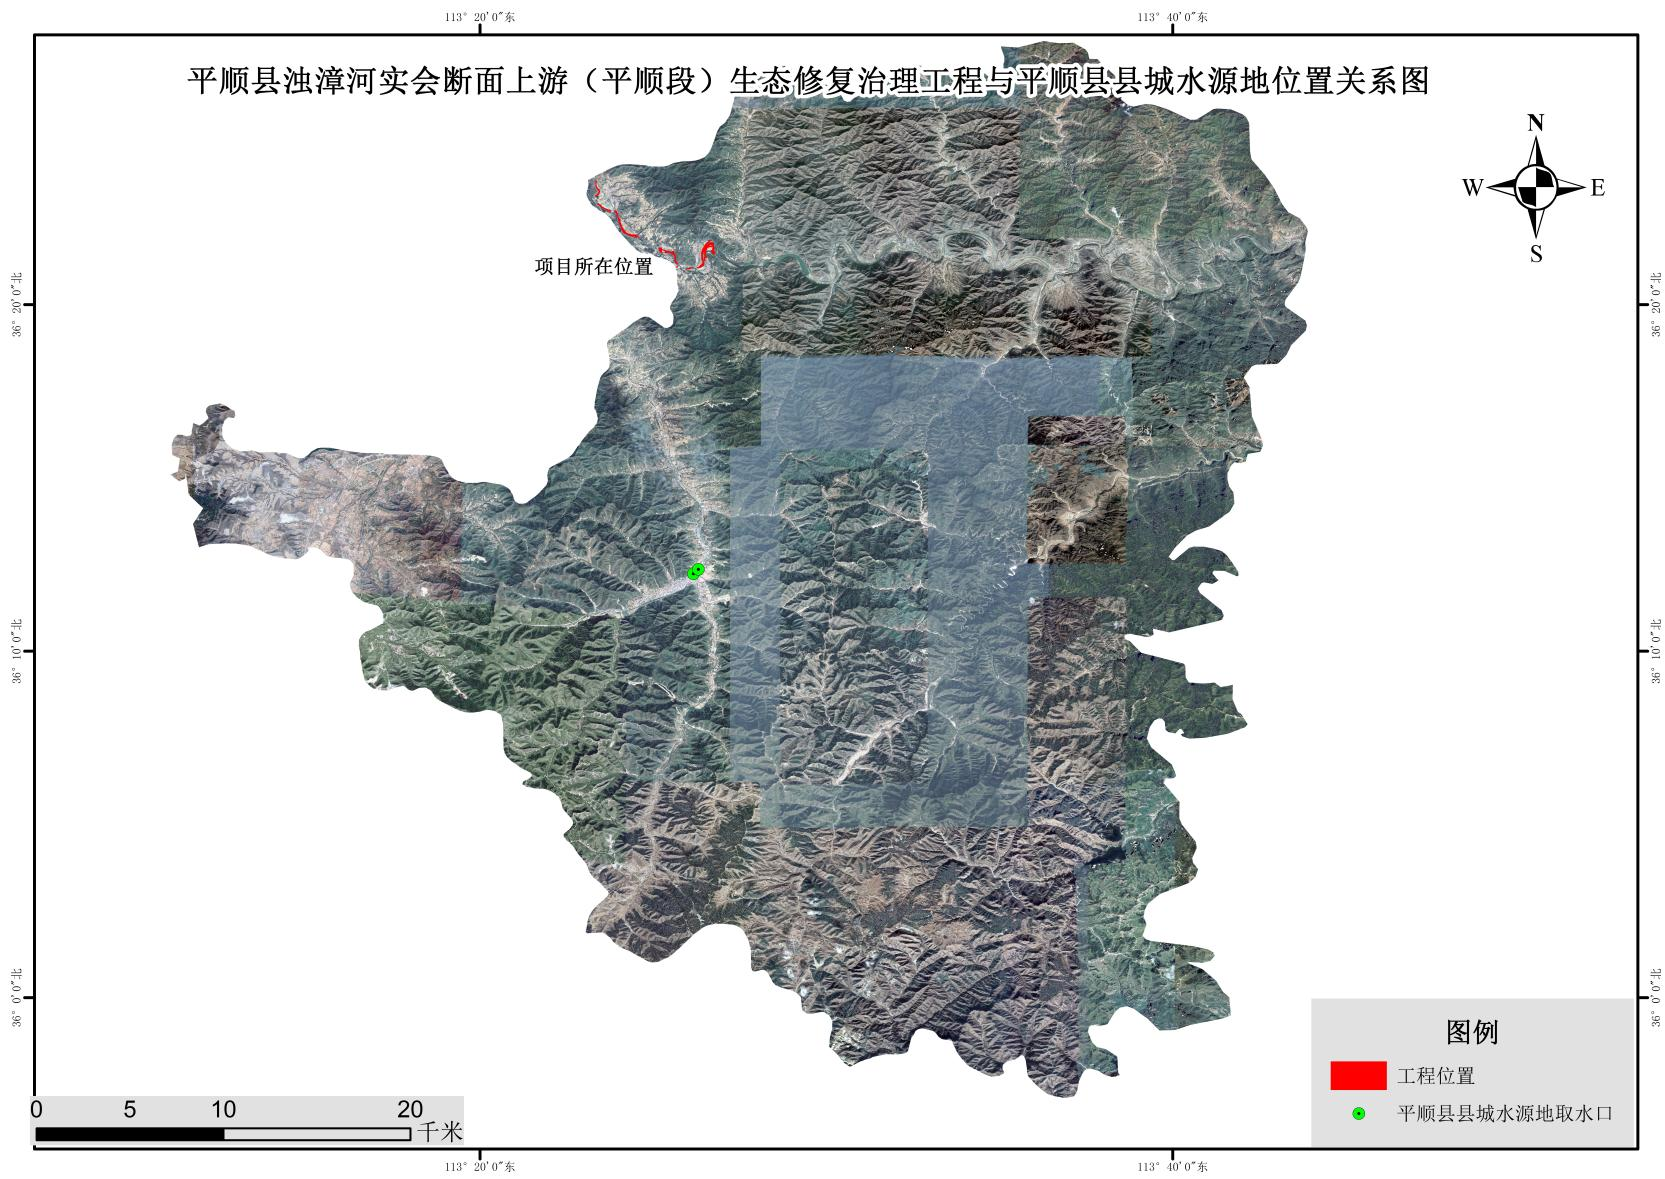 113° 20'0"东
113° 40'0"东
平顺县浊漳河实会断面上游（平顺段）生态修复治理工程与平顺县县城水源地位置关系图
N
W
E
S
项目所在位置
36° 20'0"北
36° 20'0"北
36° 10'0"北
36° 10'0"北
36° 0'0"北
36° 0'0"北
图例
工程位置
平顺县县城水源地取水口
0 5 10 20
千米
113° 20'0"东
113° 40'0"东